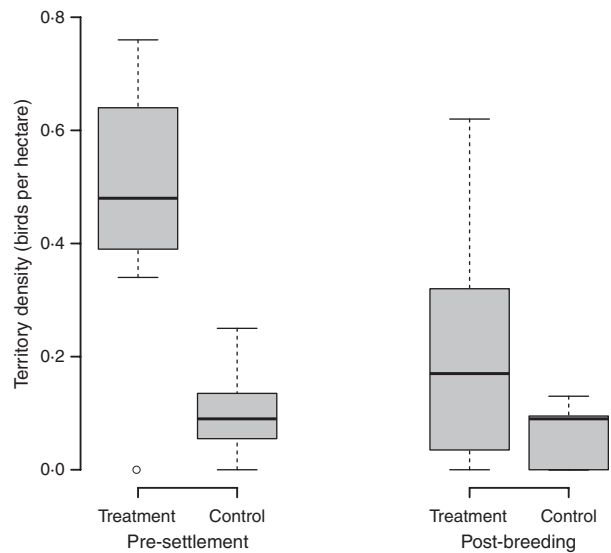 Territory density (birds per hectare)
0·8
0·6
0·4
0·2
0·0
Treatment Control Treatment Control
Pre-settlement Post-breeding